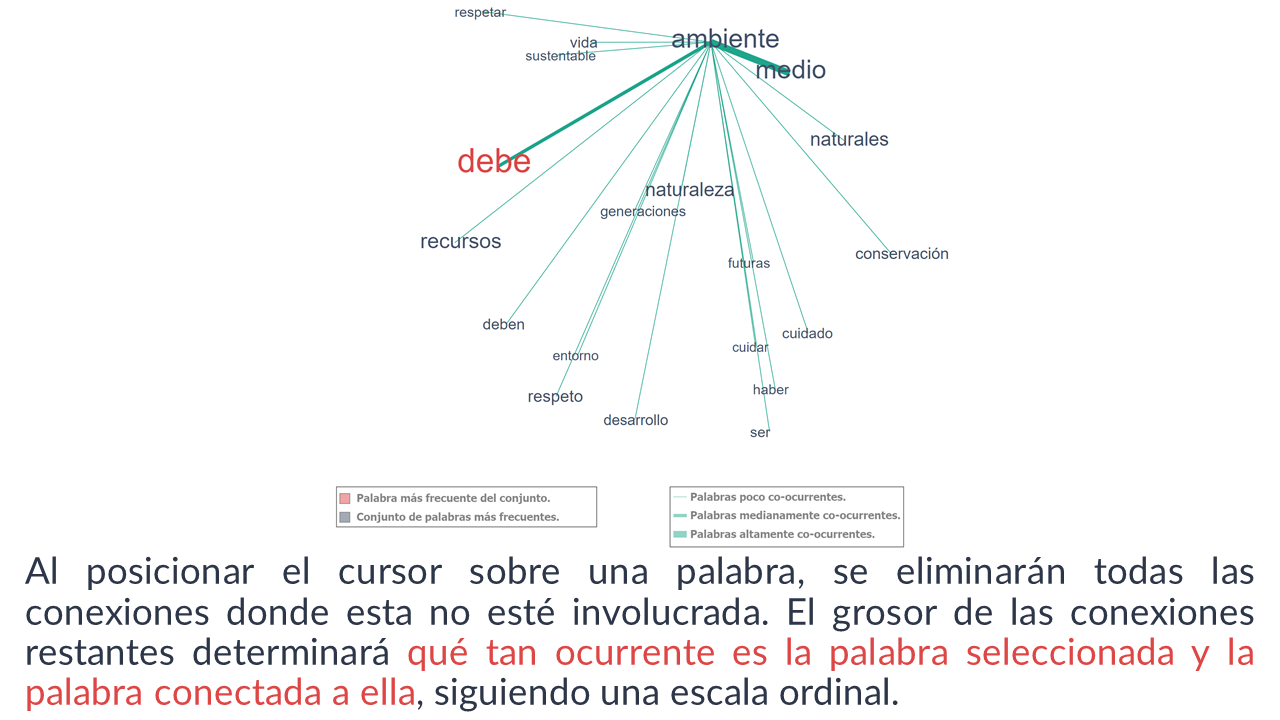 respetar
ambiente
vida
sustentable
medio
naturales
debe
naturaleza
generaciones
recursos
conservación
futuras
deben
cuidado
cuidar
entorno
haber
respeto
desarrollo
ser
Palabra más frecuente del conjunto.
Conjunto de palabras más frecuentes.
Palabras poco co-ocurrentes.
Palabras medianamente co-ocurrentes.
Palabras altamente co-ocurrentes.
Al posicionar el cursor sobre una palabra, se eliminarán todas las
conexiones donde esta no esté involucrada. El grosor de las conexiones
restantes determinará qué tan ocurrente es la palabra seleccionada y la
palabra conectada a ella, siguiendo una escala ordinal.